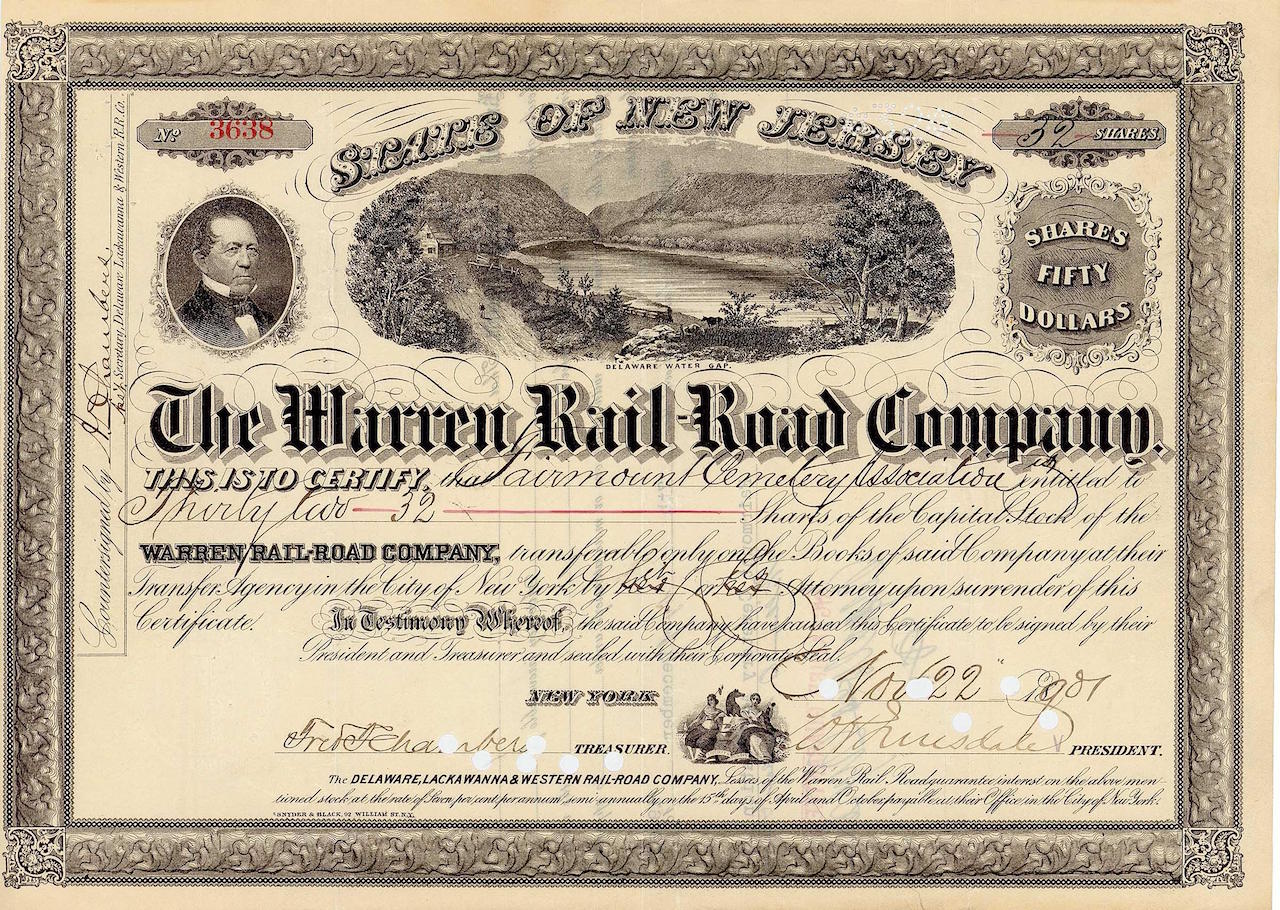 Nº 3638
STATE OF NEW JERSEY
32 SHARES
SHARES
FIFTY
DOLLARS
DELAWARE WATER GAP.
The Warren Rail-Road Company.
THIS IS TO CERTIFY, that Fairmount Cemetery Association is entitled to
Thirty two 32 Shares of the Capital Stock of the
WARREN RAIL-ROAD COMPANY, transferable only on the Books of said Company at their
Transfer Agency in the City of New York by its or its Attorney upon surrender of this
Certificate. In Testimony Whereof, the said Company have caused this Certificate to be signed by their
President and Treasurer and sealed with their Corporate Seal.
NEW YORK Nov 22" 1901
Fred F Chambers TREASURER. PRESIDENT.
The DELAWARE, LACKAWANNA & WESTERN RAIL-ROAD COMPANY, Lessees of the Warren Rail Road guarantee interest on the above men-
tioned stock at the rate of Seven per cent per annum semi-annually on the 15th days of April and October payable at their Office in the City of New York.
SNYDER & BLACK, 92 WILLIAM ST. N.Y.
Countersigned by
Secretary, Delaware Lackawanna & Western R.R. Co.